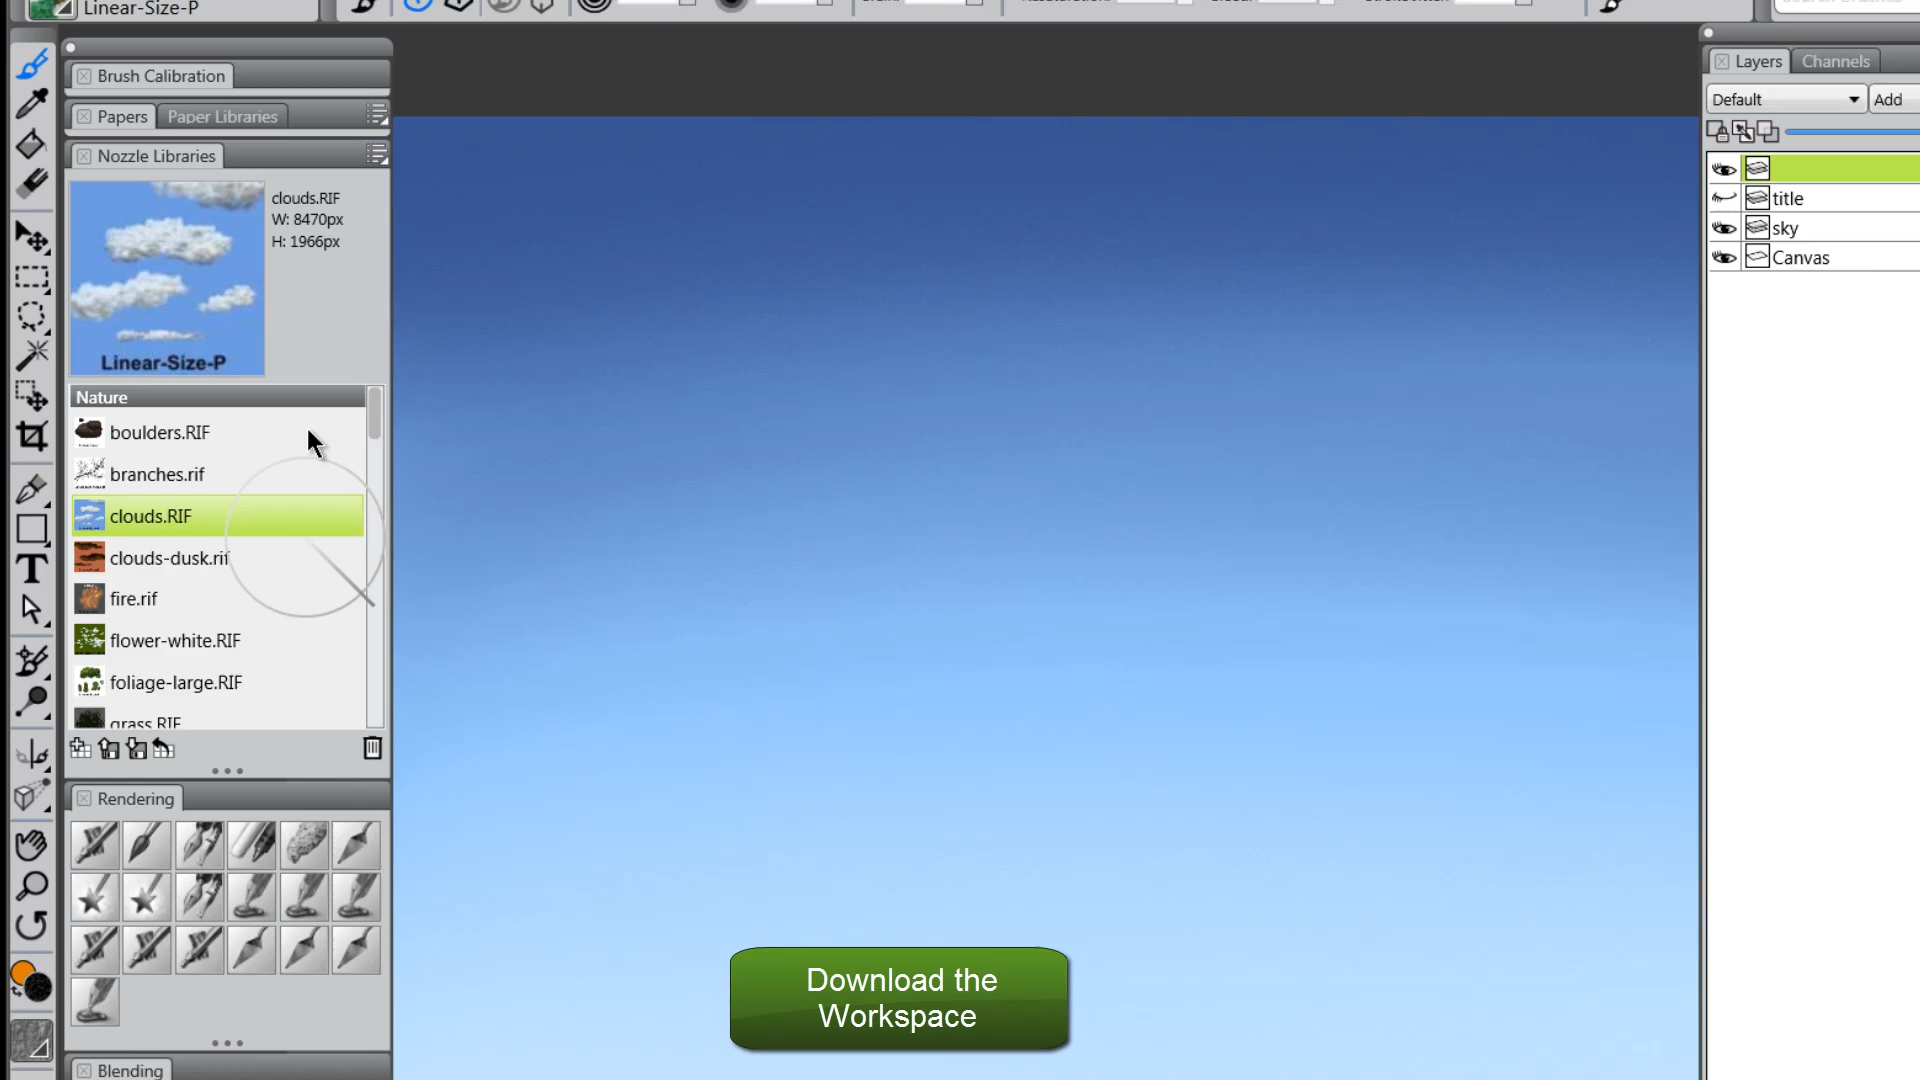 Linear-Size-P
Brush Calibration
Papers
Paper Libraries
Nozzle Libraries
clouds.RIF
W: 8470px
H: 1966px
Linear-Size-P
Nature
boulders.RIF
branches.rif
clouds.RIF
clouds-dusk.rif
fire.rif
flower-white.RIF
foliage-large.RIF
grass.RIF
Rendering
Blending
Download the
Workspace
Layers
Channels
Default
Add
title
sky
Canvas